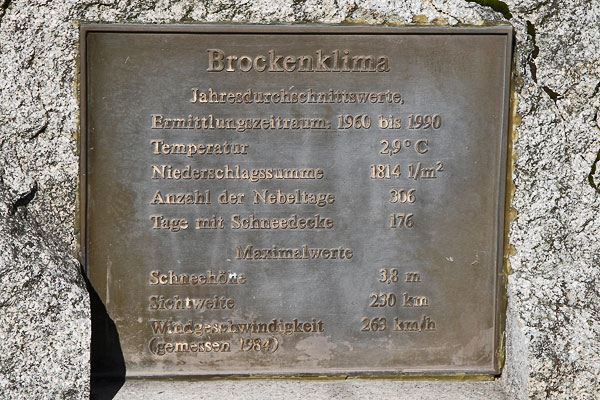 Brockenklima
Jahresdurchschnittswerte,
Ermittlungszeitraum: 1960 bis 1990
Temperatur 2,9° C
Niederschlagssumme 1814 l/m²
Anzahl der Nebeltage 306
Tage mit Schneedecke 176
Maximalwerte
Schneehöhe 3,8 m
Sichtweite 230 km
Windgeschwindigkeit 263 km/h
(gemessen 1984)